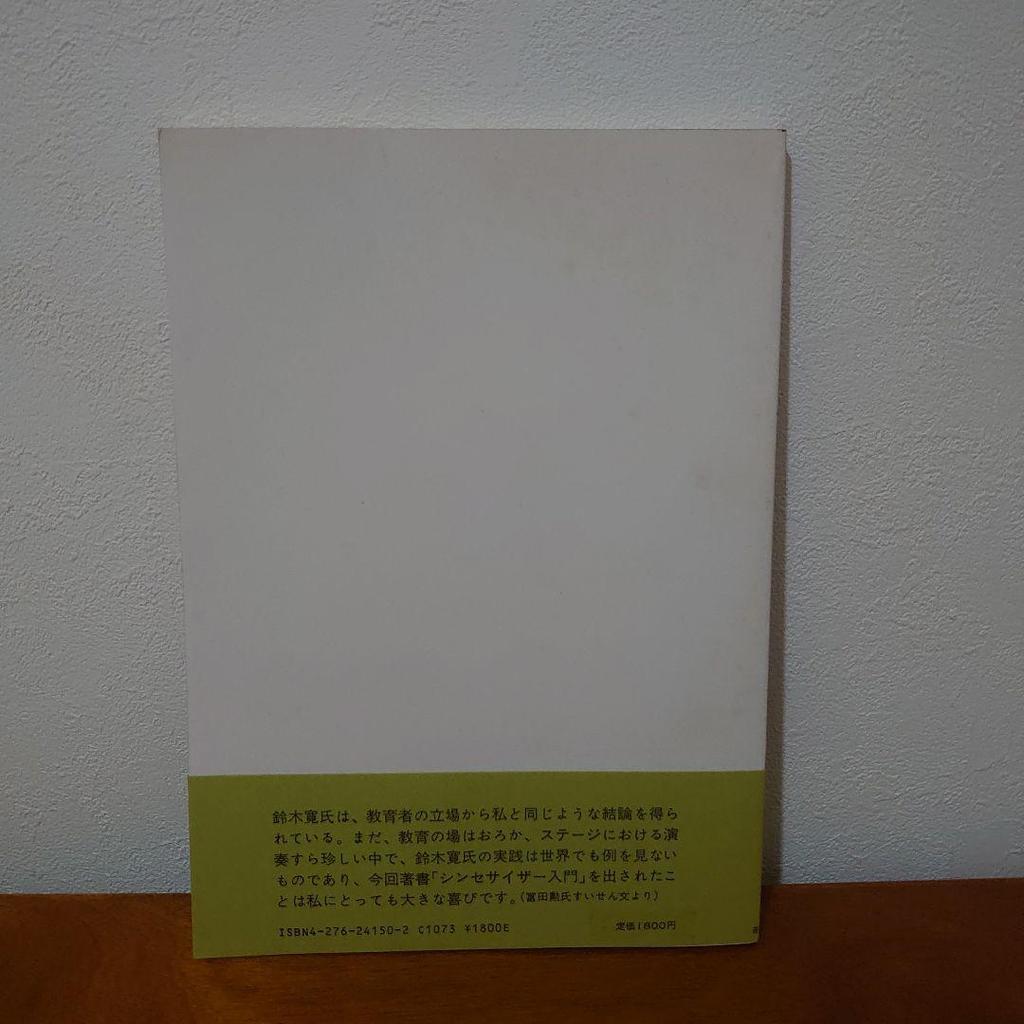 鈴木寛氏は、教育者の立場から私と同じような結論を得ら
れている。まだ、教育の場はおろか、ステージにおける演
奏すら珍しい中で、鈴木寛氏の実践は世界でも例を見ない
ものであり、今回著書「シンセサイザー入門」を出されたこ
とは私にとっても大きな喜びです。(冨田勲氏すいせん文より)
ISBN4-276-24150-2 C1073 ¥1800E
定価1800円